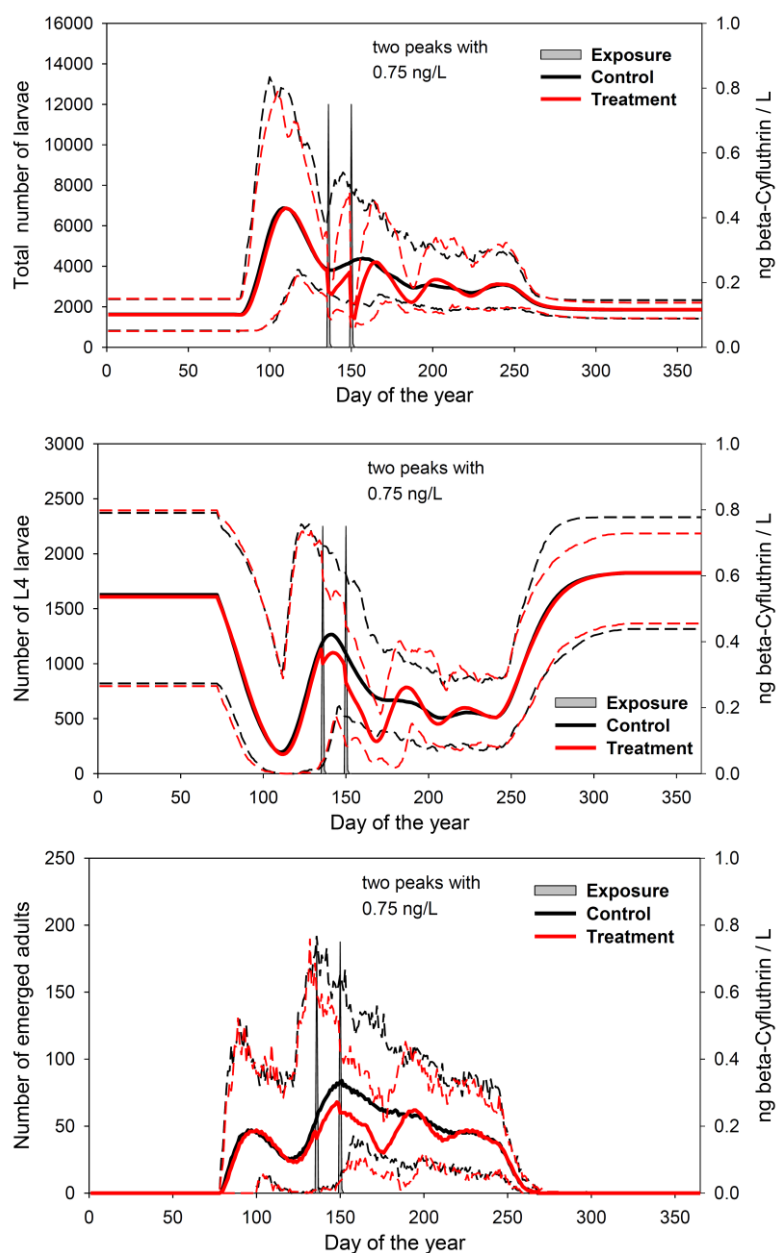 16000
14000
12000
10000
8000
6000
4000
2000
0
Total number of larvae
two peaks with
0.75 ng/L
Exposure
Control
Treatment
1.0
0.8
0.6
0.4
0.2
0.0
ng beta-Cyfluthrin / L
0 50 100 150 200 250 300 350
Day of the year
3000
2500
2000
1500
1000
500
0
Number of L4 larvae
two peaks with
0.75 ng/L
Exposure
Control
Treatment
1.0
0.8
0.6
0.4
0.2
0.0
ng beta-Cyfluthrin / L
0 50 100 150 200 250 300 350
Day of the year
250
200
150
100
50
0
Number of emerged adults
two peaks with
0.75 ng/L
Exposure
Control
Treatment
1.0
0.8
0.6
0.4
0.2
0.0
ng beta-Cyfluthrin / L
0 50 100 150 200 250 300 350
Day of the year